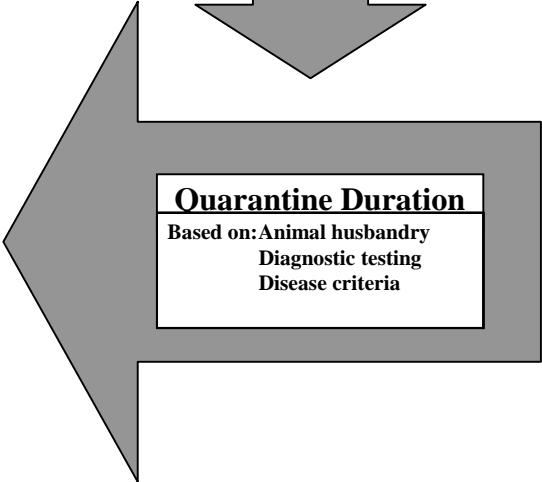 Quarantine Duration
Based on: Animal husbandry
Diagnostic testing
Disease criteria